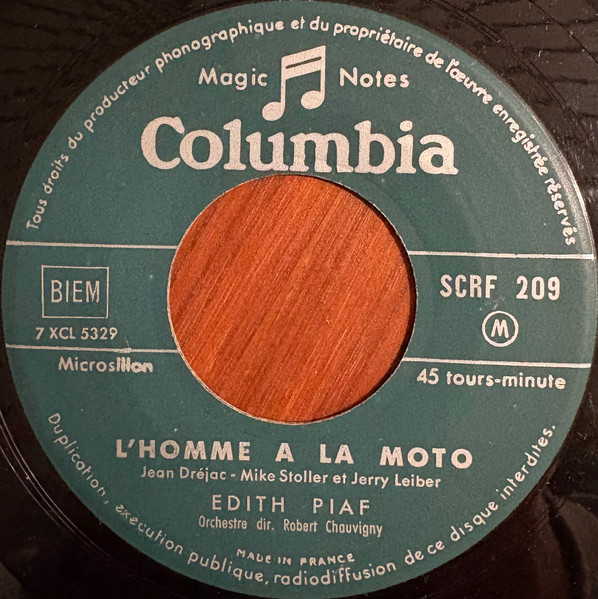 Tous droits du producteur phonographique et du propriétaire de l'œuvre enregistrée réservés
Magic Notes
Columbia
BIEM
7 XCL 5329
SCRF 209
M
Microsillon
45 tours-minute
L'HOMME A LA MOTO
Jean Dréjac - Mike Stoller et Jerry Leiber
EDITH PIAF
Orchestre dir. Robert Chauvigny
MADE IN FRANCE
Duplication, exécution publique, radiodiffusion de ce disque interdites.